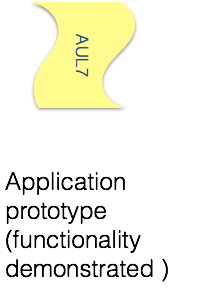 AUL7
Application
prototype
(functionality
demonstrated )